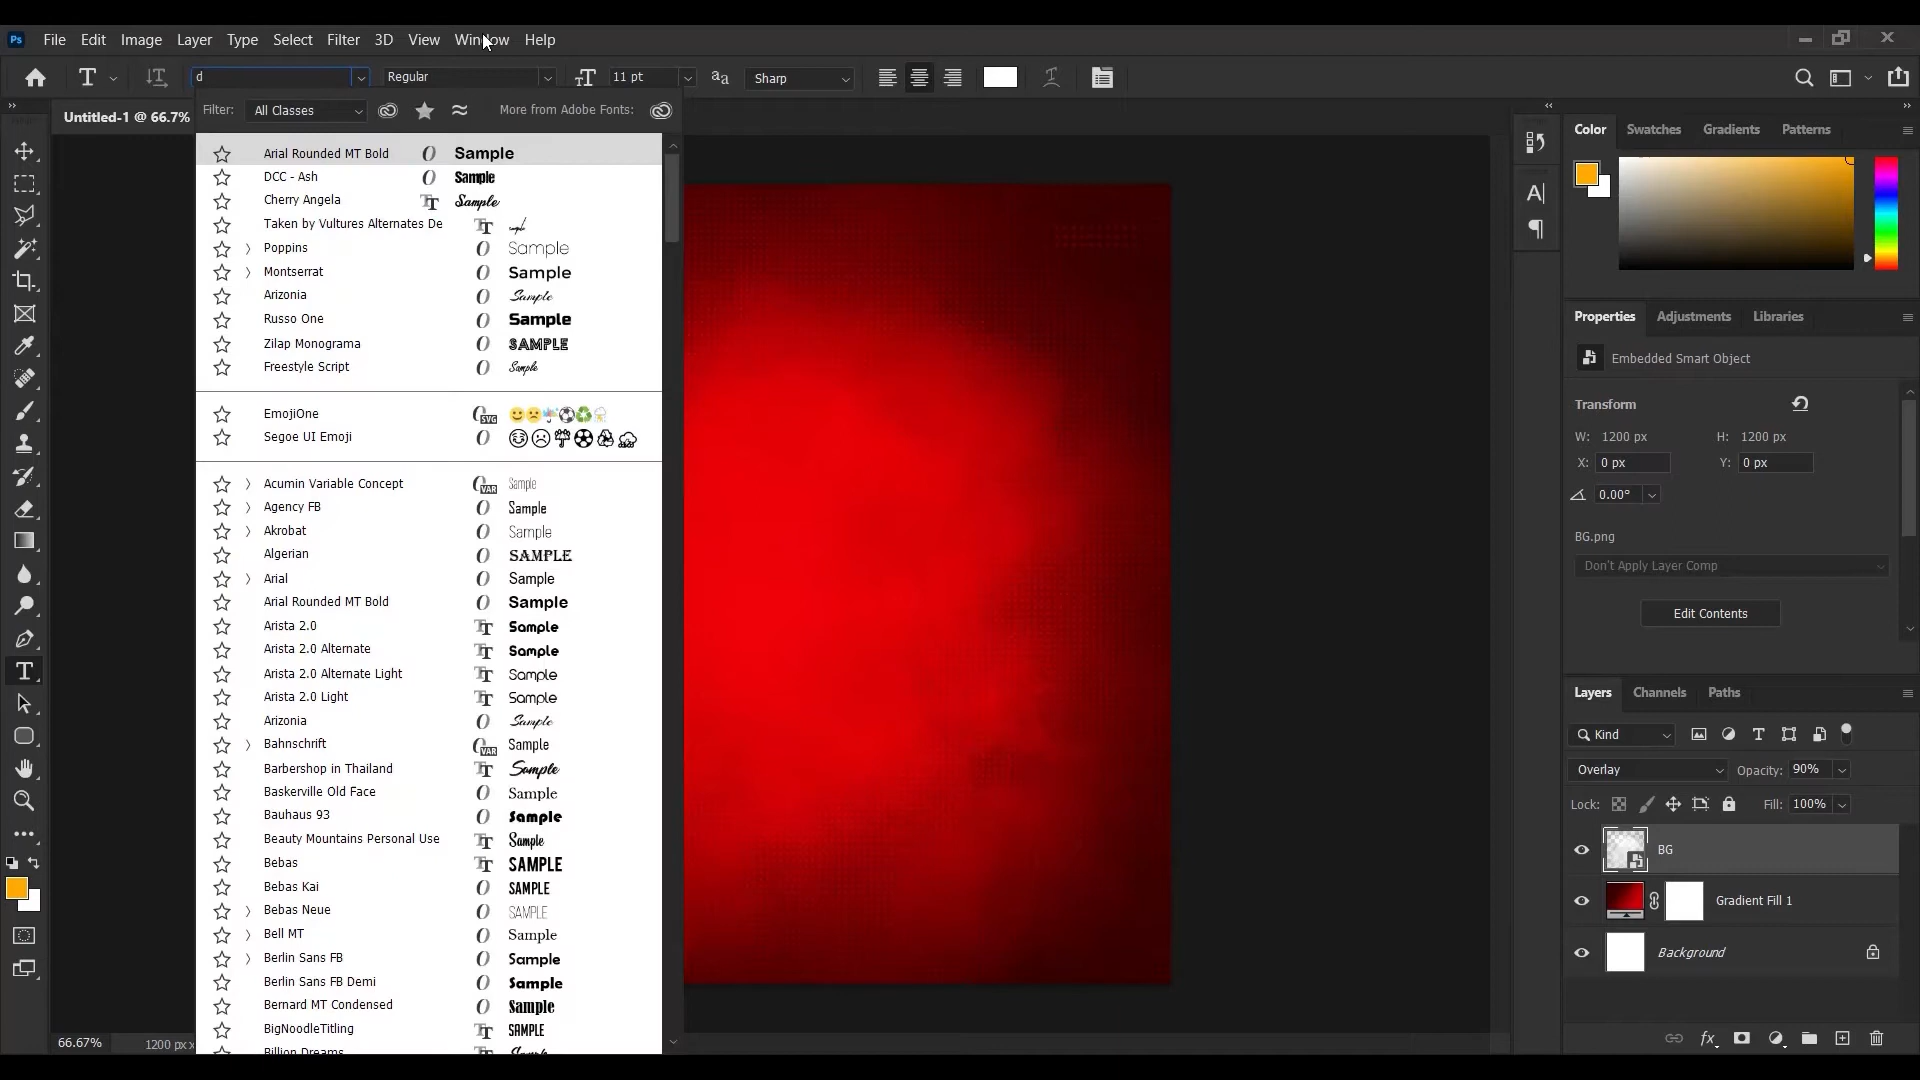 Ps File Edit Image Layer Type Select Filter 3D View Window Help
d Regular 11 pt Sharp
Untitled-1 @ 66.7%
Filter: All Classes More from Adobe Fonts:
Arial Rounded MT Bold Sample
DCC - Ash Sample
Cherry Angela Sample
Taken by Vultures Alternates De
Poppins Sample
Montserrat Sample
Arizonia Sample
Russo One Sample
Zilap Monograma SAMPLE
Freestyle Script Sample
EmojiOne SVG
Segoe UI Emoji
Acumin Variable Concept VAR Sample
Agency FB Sample
Akrobat Sample
Algerian SAMPLE
Arial Sample
Arial Rounded MT Bold Sample
Arista 2.0 Sample
Arista 2.0 Alternate Sample
Arista 2.0 Alternate Light Sample
Arista 2.0 Light Sample
Arizonia Sample
Bahnschrift VAR Sample
Barbershop in Thailand Sample
Baskerville Old Face Sample
Bauhaus 93 Sample
Beauty Mountains Personal Use Sample
Bebas SAMPLE
Bebas Kai SAMPLE
Bebas Neue SAMPLE
Bell MT Sample
Berlin Sans FB Sample
Berlin Sans FB Demi Sample
Bernard MT Condensed Sample
BigNoodleTitling SAMPLE
Billion Dreams
66.67% 1200 px x
Color Swatches Gradients Patterns
Properties Adjustments Libraries
Embedded Smart Object
Transform
W: 1200 px H: 1200 px
X: 0 px Y: 0 px
0.00°
BG.png
Don't Apply Layer Comp
Edit Contents
Layers Channels Paths
Kind
Overlay Opacity: 90%
Lock: Fill: 100%
BG
Gradient Fill 1
Background
fx